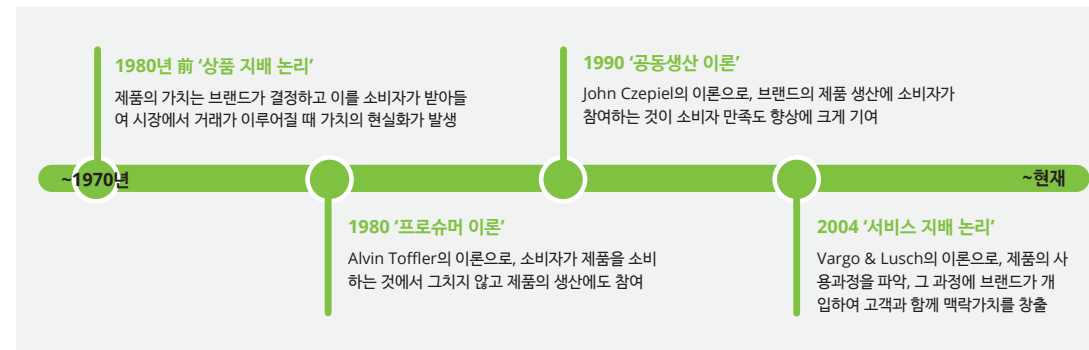 1980년 前 ‘상품 지배 논리’
제품의 가치는 브랜드가 결정하고 이를 소비자가 받아들
여 시장에서 거래가 이루어질 때 가치의 현실화가 발생
1990 ‘공동생산 이론’
John Czepiel의 이론으로, 브랜드의 제품 생산에 소비자가
참여하는 것이 소비자 만족도 향상에 크게 기여
~1970년
~현재
1980 ‘프로슈머 이론’
Alvin Toffler의 이론으로, 소비자가 제품을 소비
하는 것에서 그치지 않고 제품의 생산에도 참여
2004 ‘서비스 지배 논리’
Vargo & Lusch의 이론으로, 제품의 사
용과정을 파악, 그 과정에 브랜드가 개
입하여 고객과 함께 맥락가치를 창출